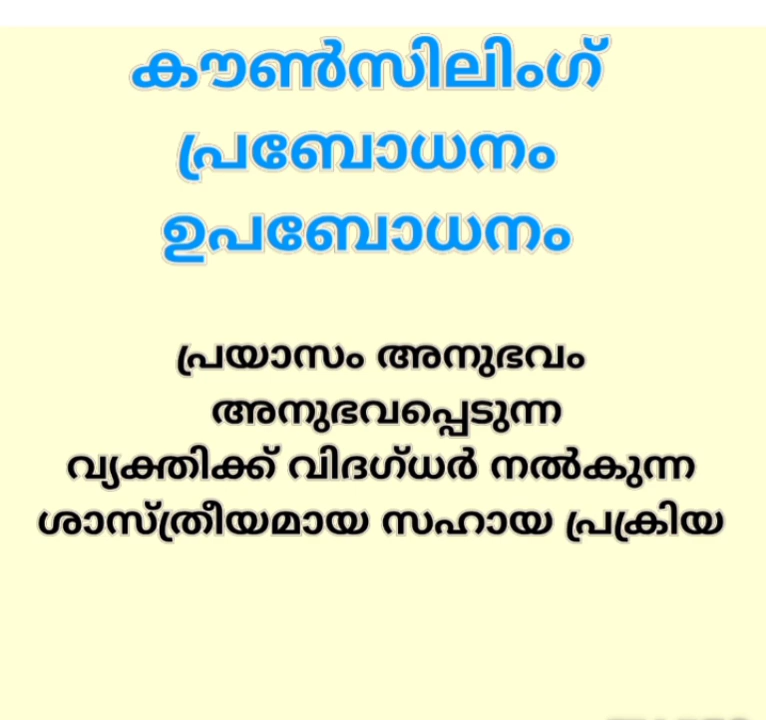 കൗൺസിലിംഗ്
പ്രബോധനം
ഉപബോധനം
പ്രയാസം അനുഭവം
അനുഭവപ്പെടുന്ന
വ്യക്തിക്ക് വിദഗ്ധർ നൽകുന്ന
ശാസ്ത്രീയമായ സഹായ പ്രക്രിയ